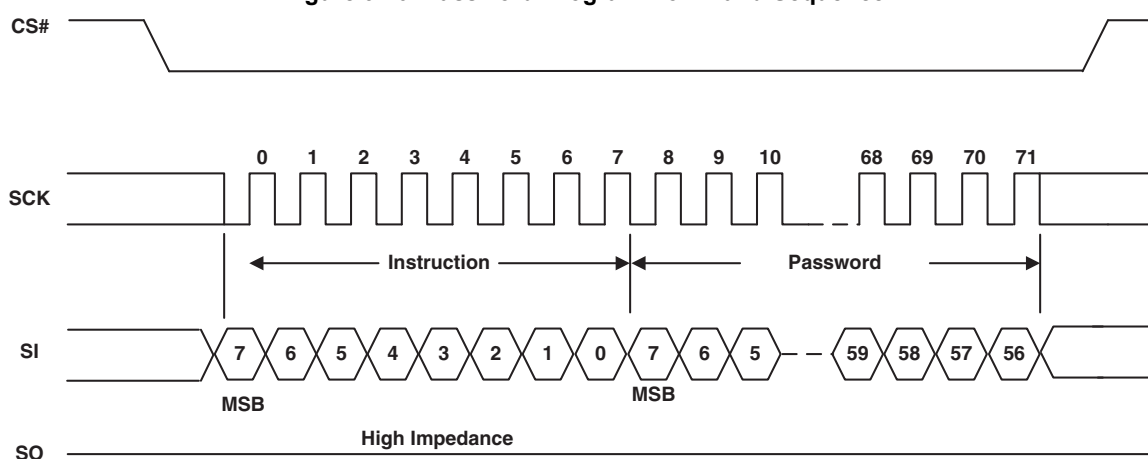 CS#
0 1 2 3 4 5 6 7 8 9 10 68 69 70 71
SCK
Instruction Password
SI 7 6 5 4 3 2 1 0 7 6 5 59 58 57 56
MSB MSB
High Impedance
SO